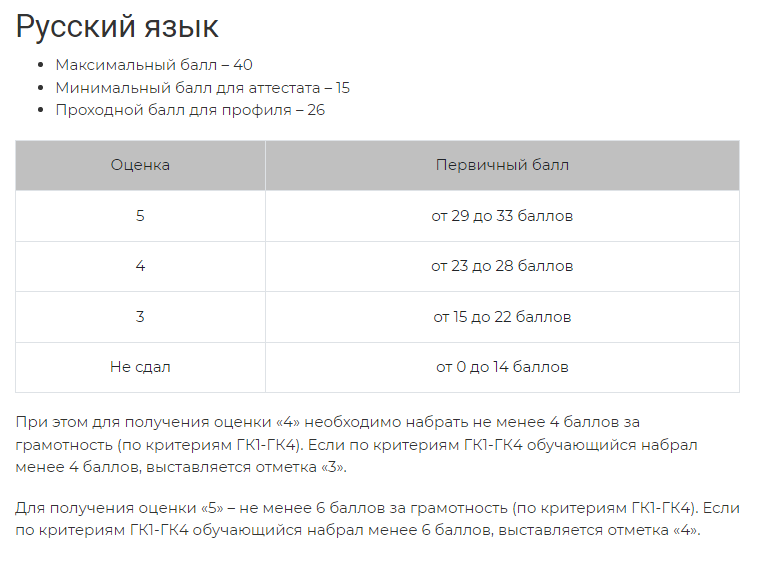 Русский язык
• Максимальный балл – 40
• Минимальный балл для аттестата – 15
• Проходной балл для профиля – 26
Оценка Первичный балл
5 от 29 до 33 баллов
4 от 23 до 28 баллов
3 от 15 до 22 баллов
Не сдал от 0 до 14 баллов
При этом для получения оценки «4» необходимо набрать не менее 4 баллов за
грамотность (по критериям ГК1-ГК4). Если по критериям ГК1-ГК4 обучающийся набрал
менее 4 баллов, выставляется отметка «3».
Для получения оценки «5» – не менее 6 баллов за грамотность (по критериям ГК1-ГК4). Если
по критериям ГК1-ГК4 обучающийся набрал менее 6 баллов, выставляется отметка «4».